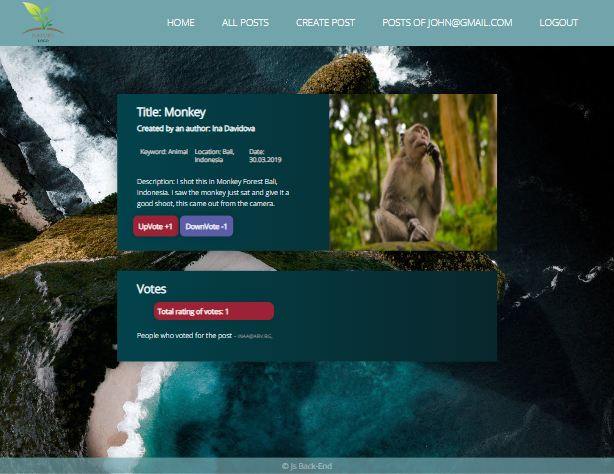 HOME ALL POSTS CREATE POST POSTS OF JOHN@GMAIL.COM LOGOUT
NATURE
LOGO
Title: Monkey
Created by an author: Ina Davidova
Keyword: Animal Location: Bali, Date:
Indonesia 30.03.2019
Description: I shot this in Monkey Forest Bali,
Indonesia. I saw the monkey just sat and give it a
good shoot, this came out from the camera.
UpVote +1 DownVote -1
Votes
Total rating of votes: 1
People who voted for the post - INAA@ABV.BG,
© Js Back-End